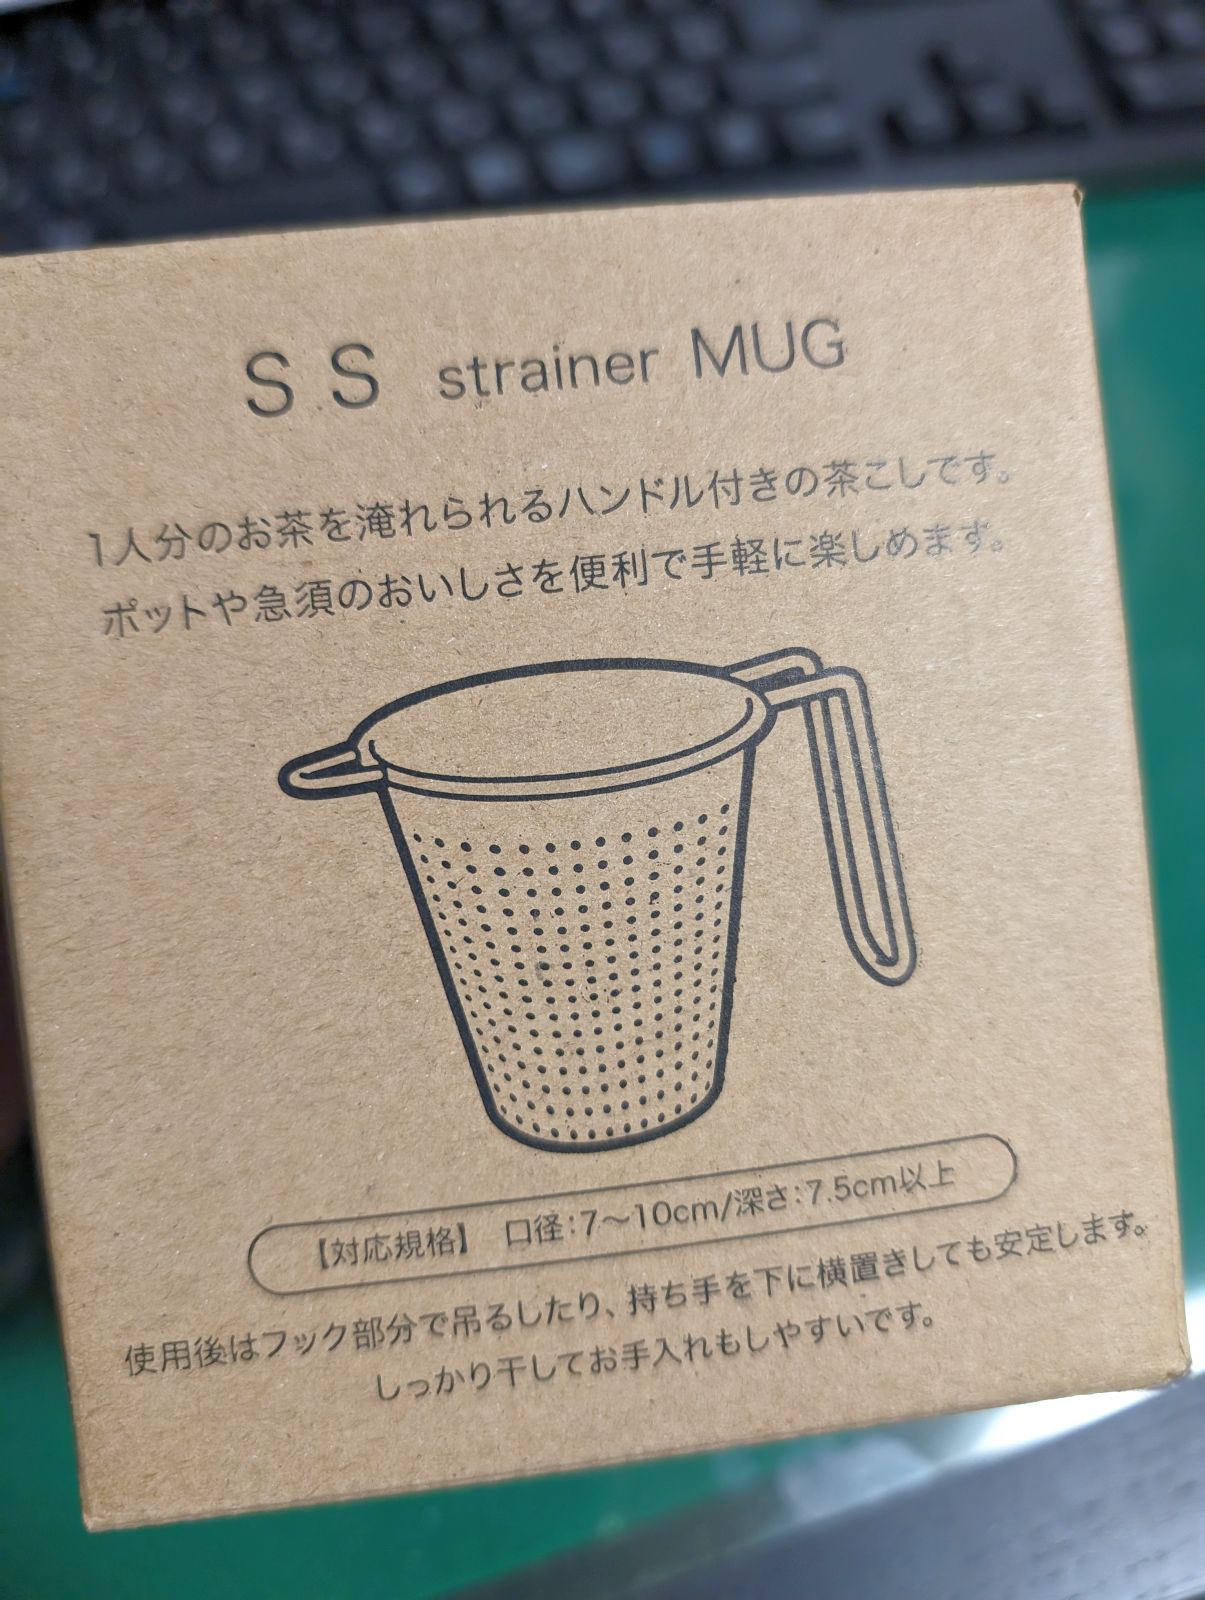 SS strainer MUG
1人分のお茶を淹れられるハンドル付きの茶こしです。
ポットや急須のおいしさを便利で手軽に楽しめます。
【対応規格】 口径：7〜10cm/深さ：7.5cm以上
使用後はフック部分で吊るしたり、持ち手を下に横置きしても安定します。
しっかり干してお手入れもしやすいです。